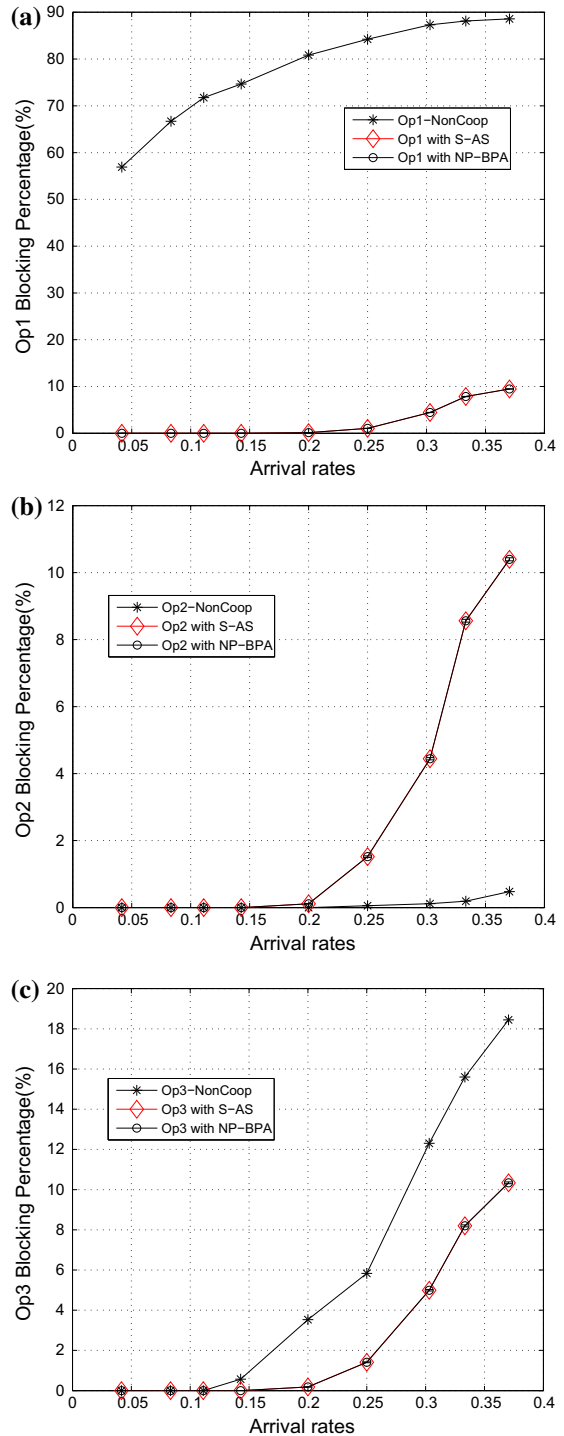 (a)
90
80
70
60
50
40
30
20
10
0
Op1 Blocking Percentage(%)
Op1−NonCoop
Op1 with S−AS
Op1 with NP−BPA
0 0.05 0.1 0.15 0.2 0.25 0.3 0.35 0.4
Arrival rates
(b)
12
10
8
6
4
2
0
Op2 Blocking Percentage(%)
Op2−NonCoop
Op2 with S−AS
Op2 with NP−BPA
0 0.05 0.1 0.15 0.2 0.25 0.3 0.35 0.4
Arrival rates
(c)
20
18
16
14
12
10
8
6
4
2
0
Op3 Blocking Percentage(%)
Op3−NonCoop
Op3 with S−AS
Op3 with NP−BPA
0 0.05 0.1 0.15 0.2 0.25 0.3 0.35 0.4
Arrival rates